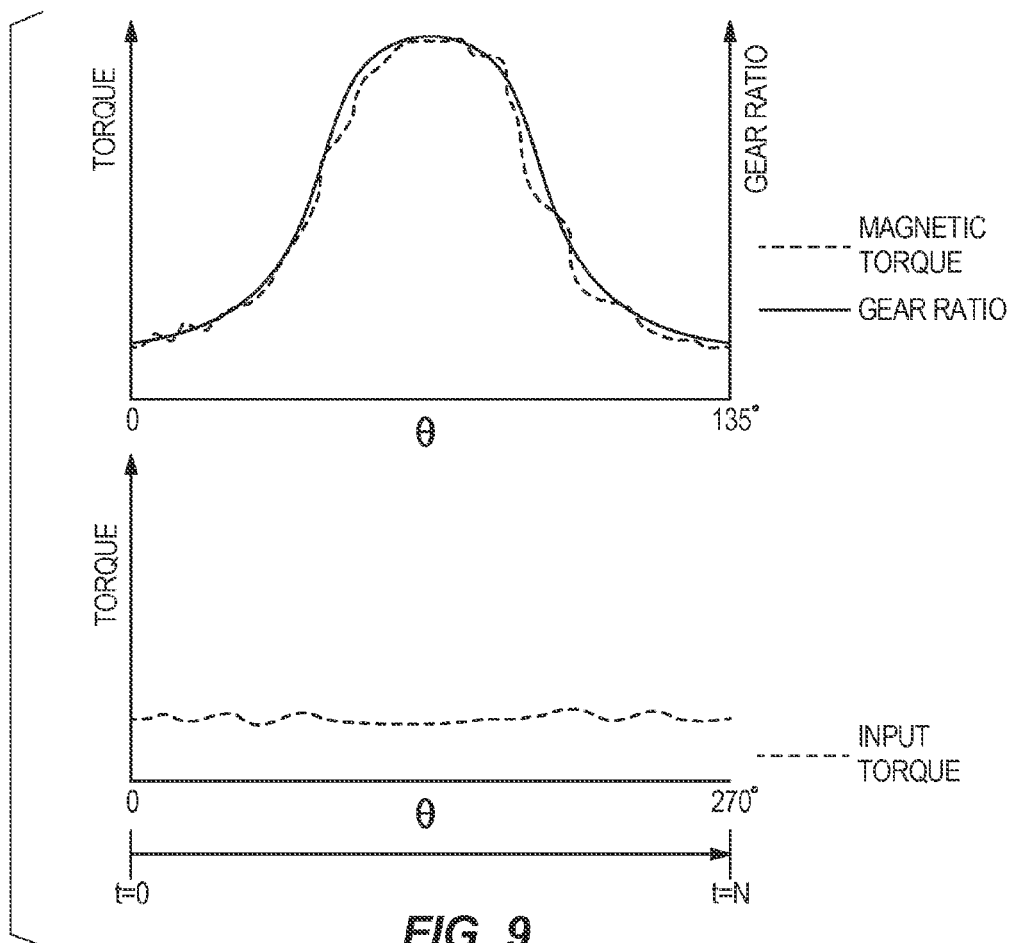 TORQUE
GEAR RATIO
MAGNETIC
TORQUE
GEAR RATIO
0
θ
135°
TORQUE
INPUT
TORQUE
0
θ
270°
t=0
t=N
FIG. 9